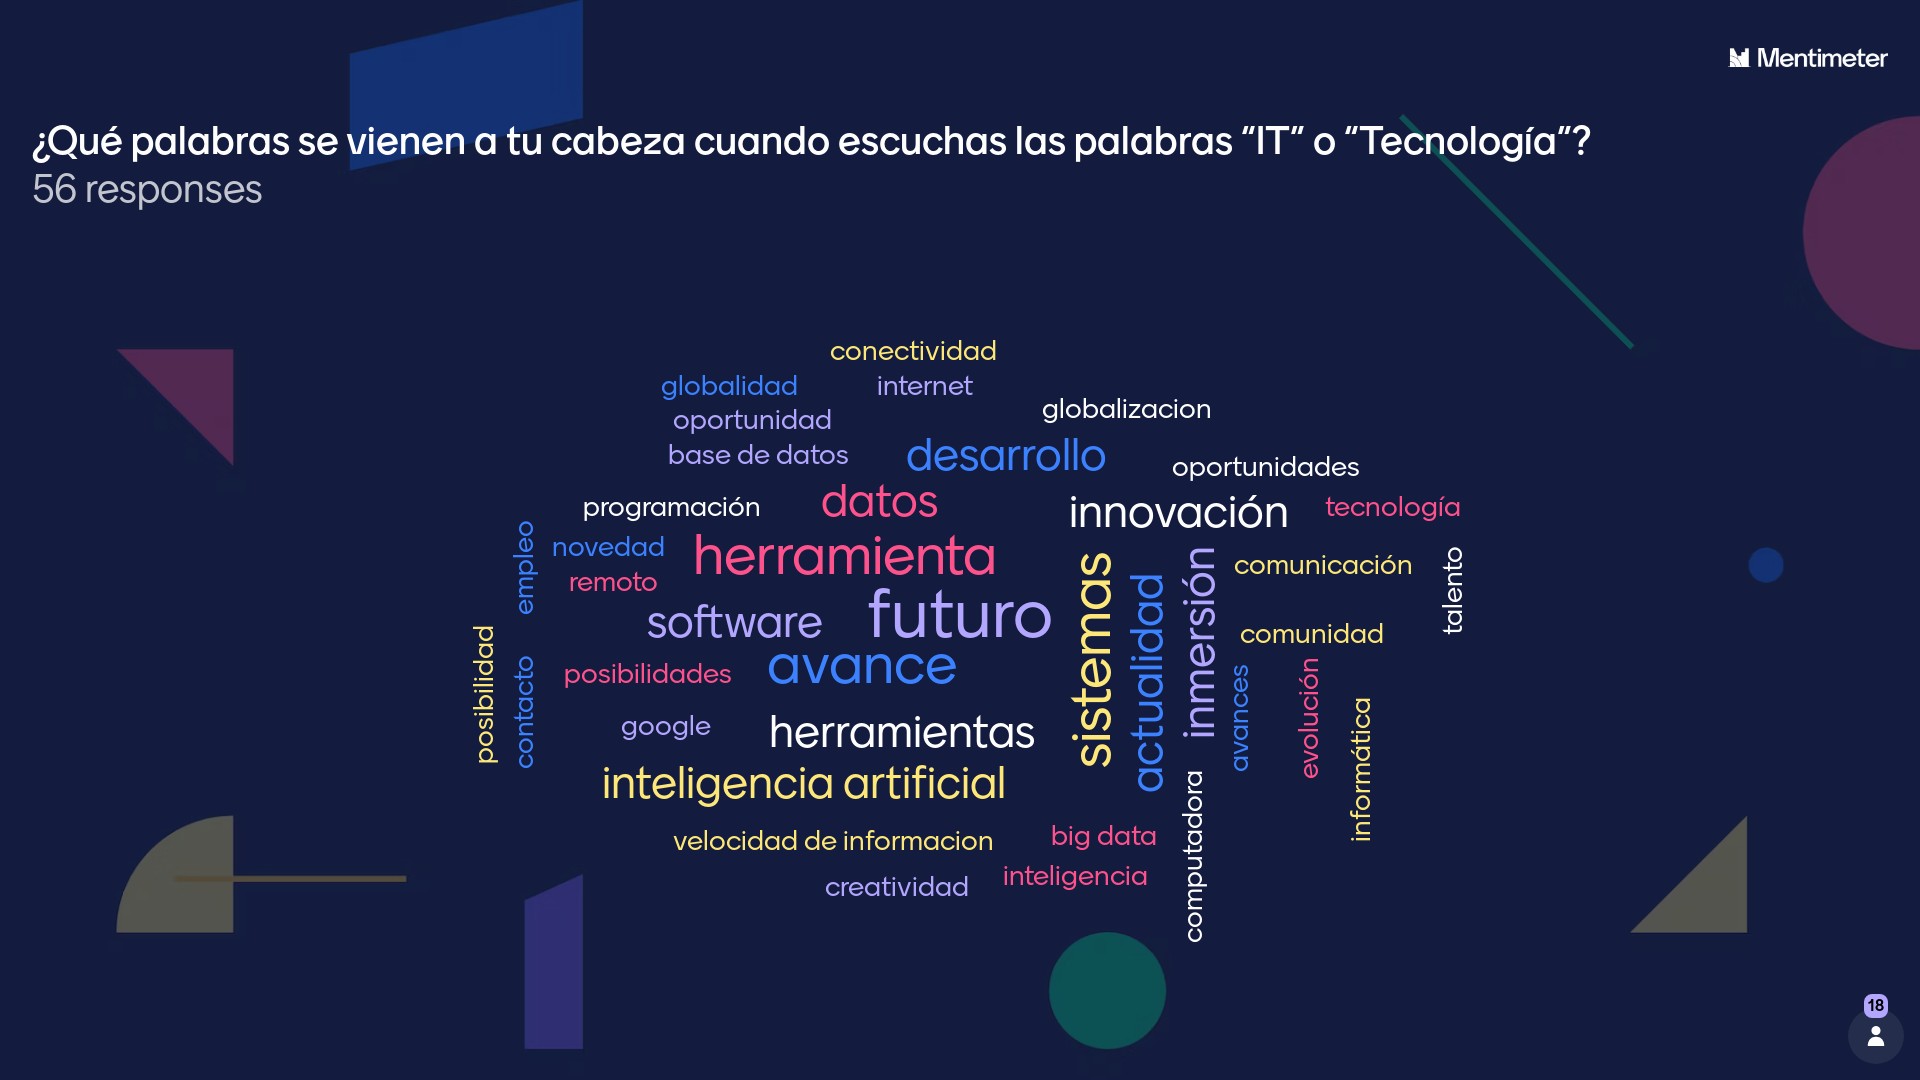 Mentimeter
¿Qué palabras se vienen a tu cabeza cuando escuchas las palabras “IT” o “Tecnología”?
56 responses
conectividad
globalidad
internet
globalizacion
oportunidad
base de datos
desarrollo
oportunidades
programación
datos
innovación
tecnología
empleo
novedad
herramienta
remoto
software
futuro
sistemas
actualidad
inmersión
comunicación
talento
comunidad
posibilidad
contacto
posibilidades
avance
avances
evolución
informática
google
herramientas
inteligencia artificial
velocidad de informacion
big data
computadora
creatividad
inteligencia
18